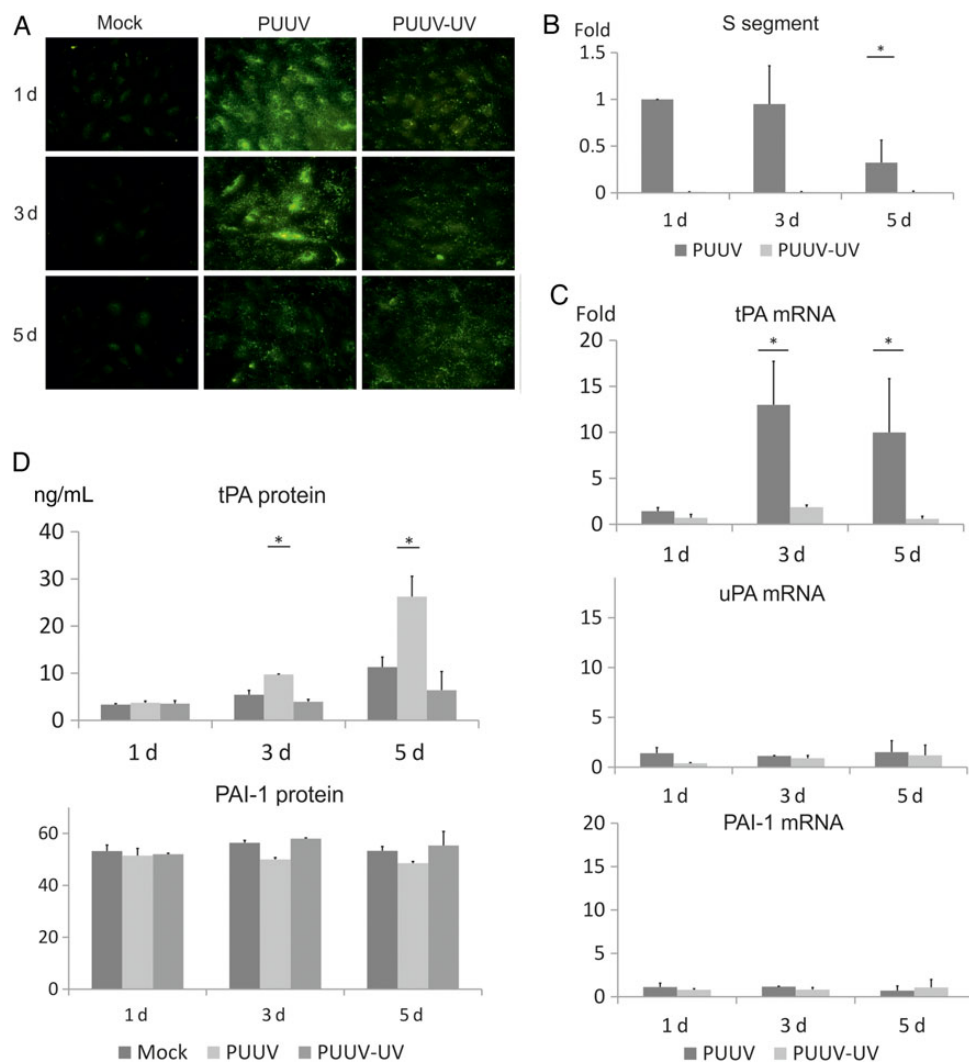 A
Mock PUUV PUUV-UV
1 d
3 d
5 d
B
Fold S segment
1.5
1
0.5
0
*
1 d 3 d 5 d
PUUV PUUV-UV
C
Fold tPA mRNA
20
15
10
5
0
* *
1 d 3 d 5 d
uPA mRNA
15
10
5
0
1 d 3 d 5 d
PAI-1 mRNA
20
15
10
5
0
1 d 3 d 5 d
PUUV PUUV-UV
D
ng/mL tPA protein
40
30
20
10
0
* *
1 d 3 d 5 d
PAI-1 protein
60
40
20
60
0
1 d 3 d 5 d
Mock PUUV PUUV-UV